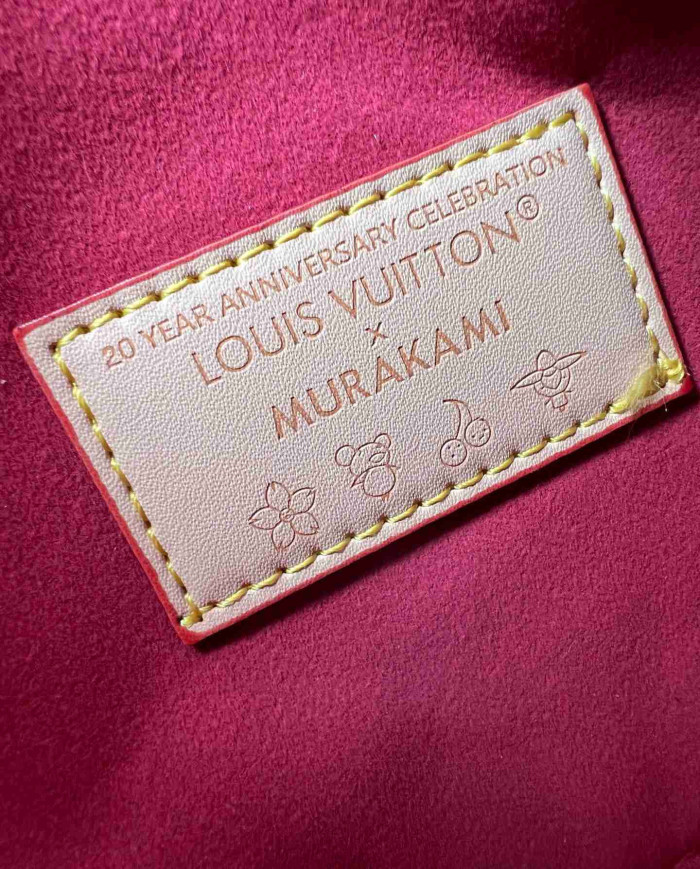 20 YEAR ANNIVERSARY CELEBRATION
LOUIS VUITTON®
×
MURAKAMI